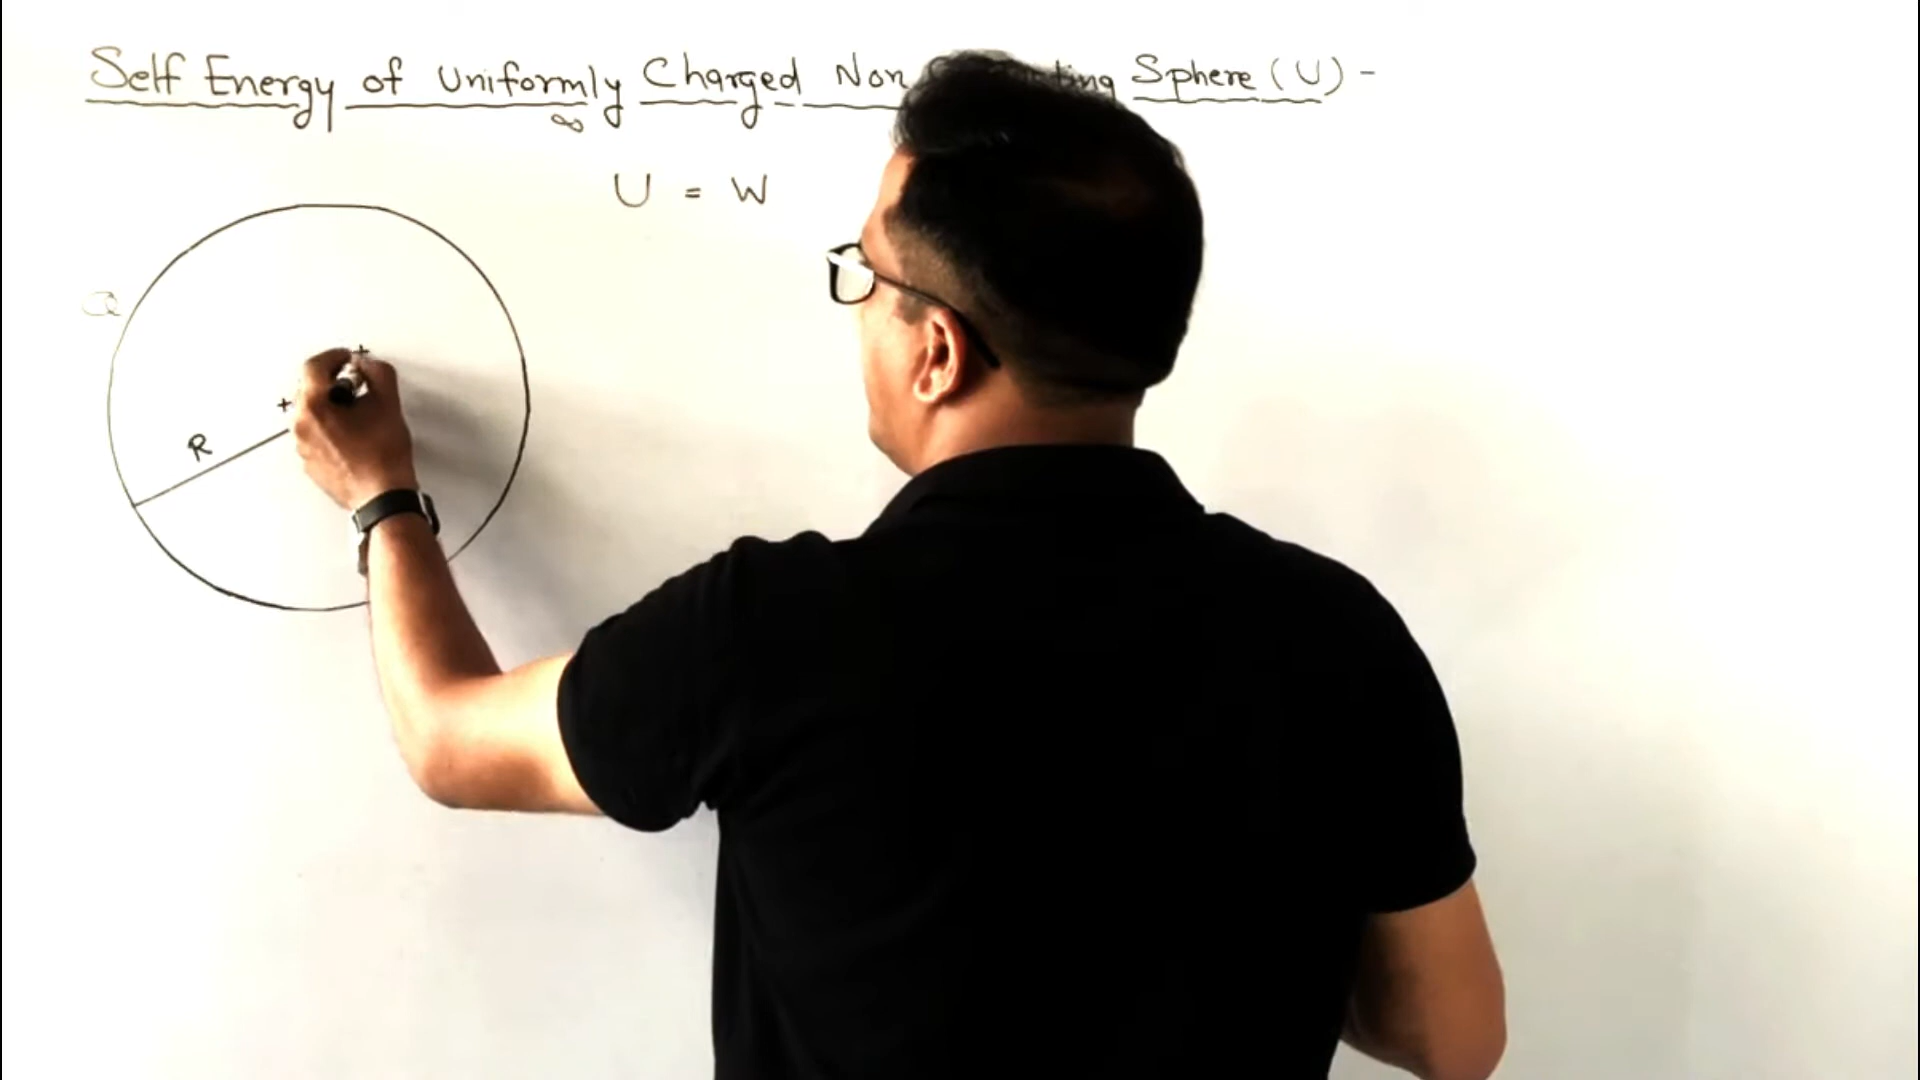 Self Energy of Uniformly Charged Non ting Sphere (U) -
∞
U = W
Q
+
+
R